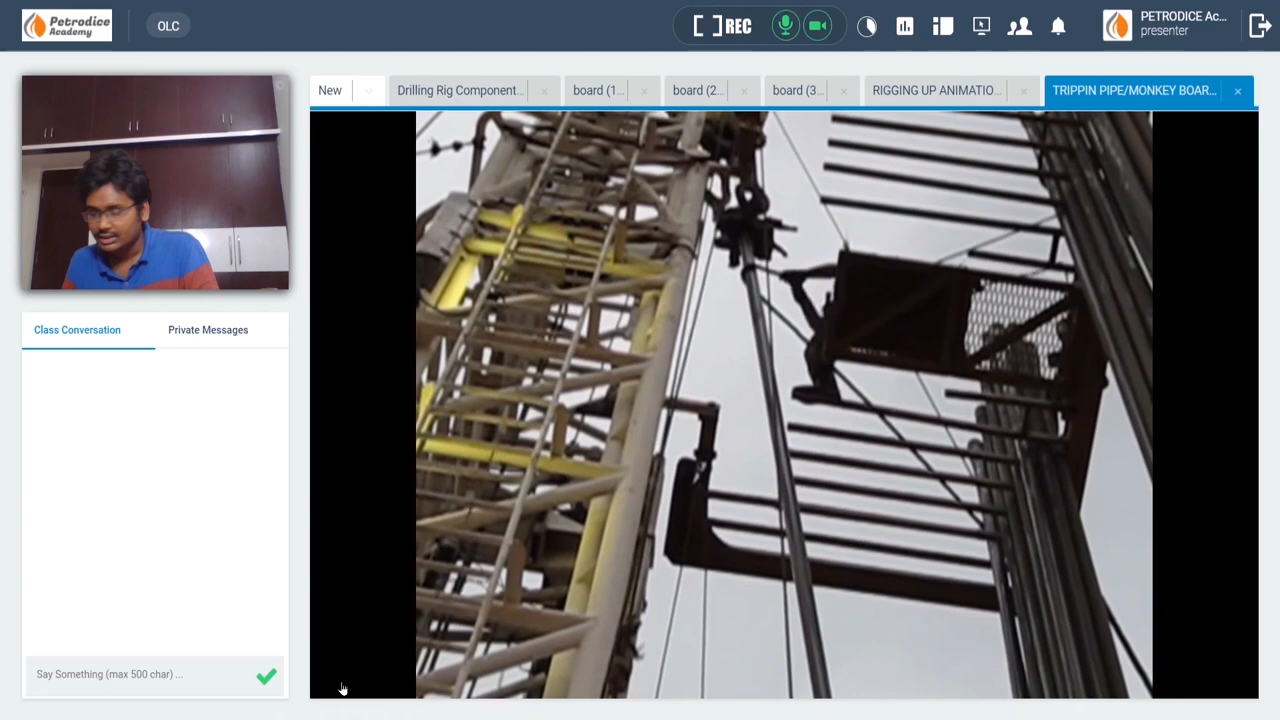 Petrodice
Academy
OLC
REC
PETRODICE Ac...
presenter
New
Drilling Rig Component...
board (1...
board (2...
board (3...
RIGGING UP ANIMATIO...
TRIPPIN PIPE/MONKEY BOAR...
Class Conversation
Private Messages
Say Something (max 500 char) ...